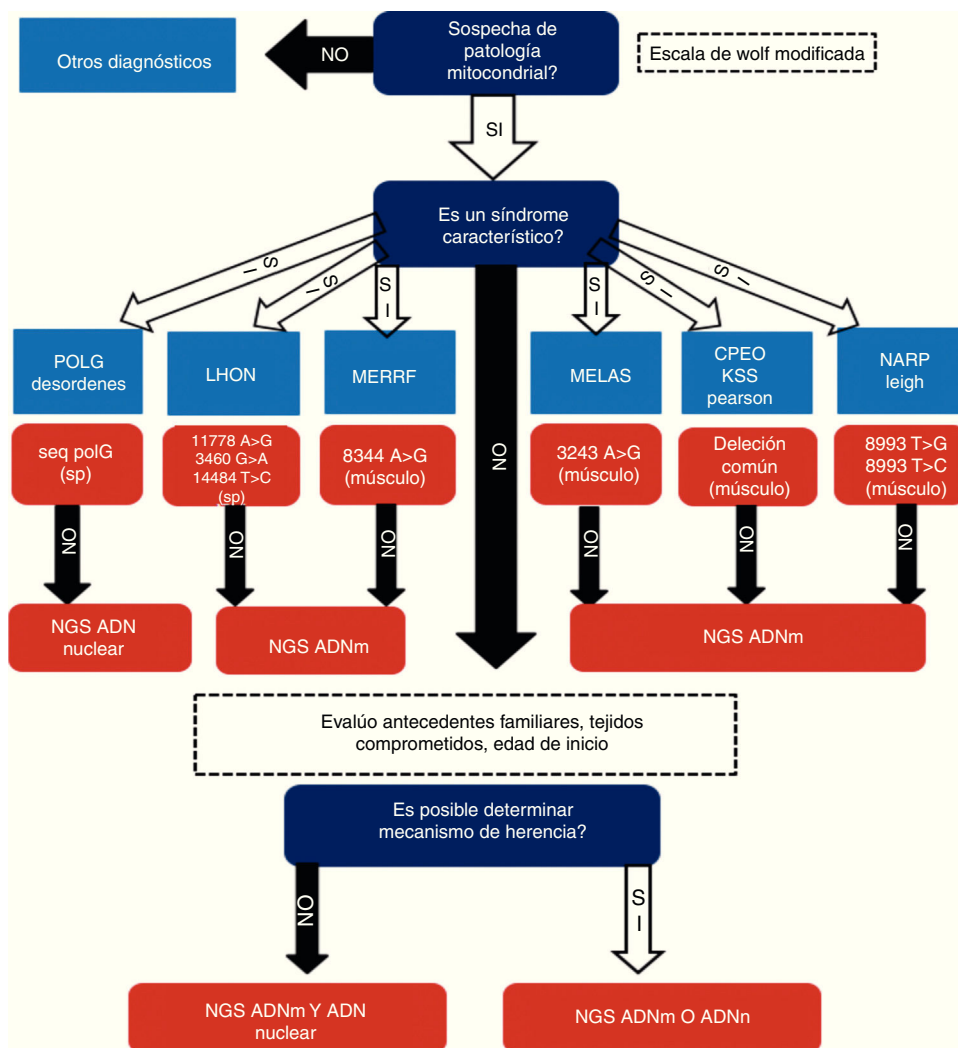 Sospecha de
patología
mitocondrial?
NO
Otros diagnósticos
Escala de wolf modificada
SI
Es un síndrome
característico?
SI
SI
SI
SI
SI
SI
POLG
desordenes
LHON
MERRF
MELAS
CPEO
KSS
pearson
NARP
leigh
seq polG
(sp)
11778 A>G
3460 G>A
14484 T>C
(sp)
8344 A>G
(músculo)
NO
3243 A>G
(músculo)
Deleción
común
(músculo)
8993 T>G
8993 T>C
(músculo)
NO
NO
NO
NO
NO
NO
NGS ADN
nuclear
NGS ADNm
NGS ADNm
Evalúo antecedentes familiares, tejidos
comprometidos, edad de inicio
Es posible determinar
mecanismo de herencia?
NO
SI
NGS ADNm Y ADN
nuclear
NGS ADNm O ADNn